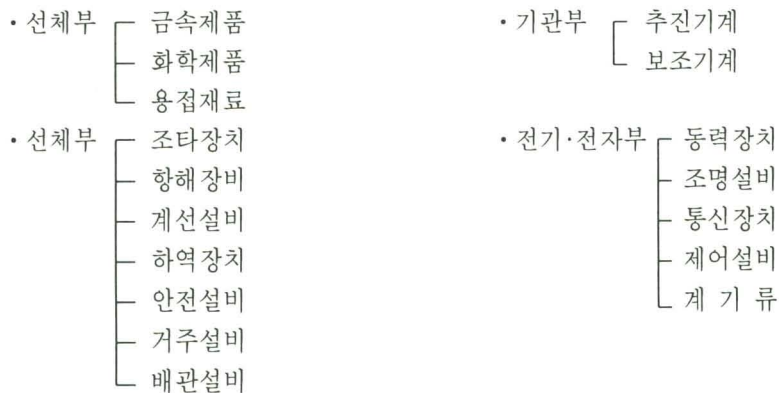 · 선체부 금속제품
화학제품
용접재료
· 선체부 조타장치
항해장비
계선설비
하역장치
안전설비
거주설비
배관설비
· 기관부 추진기계
보조기계
· 전기·전자부 동력장치
조명설비
통신장치
제어설비
계 기 류